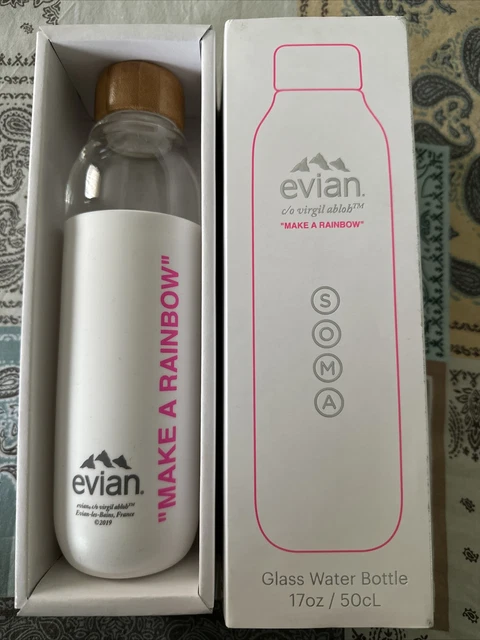 "MAKE A RAINBOW"
evian.
evian® c/o virgil abloh™
Evian-les-Bains, France
©2019
evian.
c/o virgil abloh™
"MAKE A RAINBOW"
S
O
M
A
Glass Water Bottle
17oz / 50cL